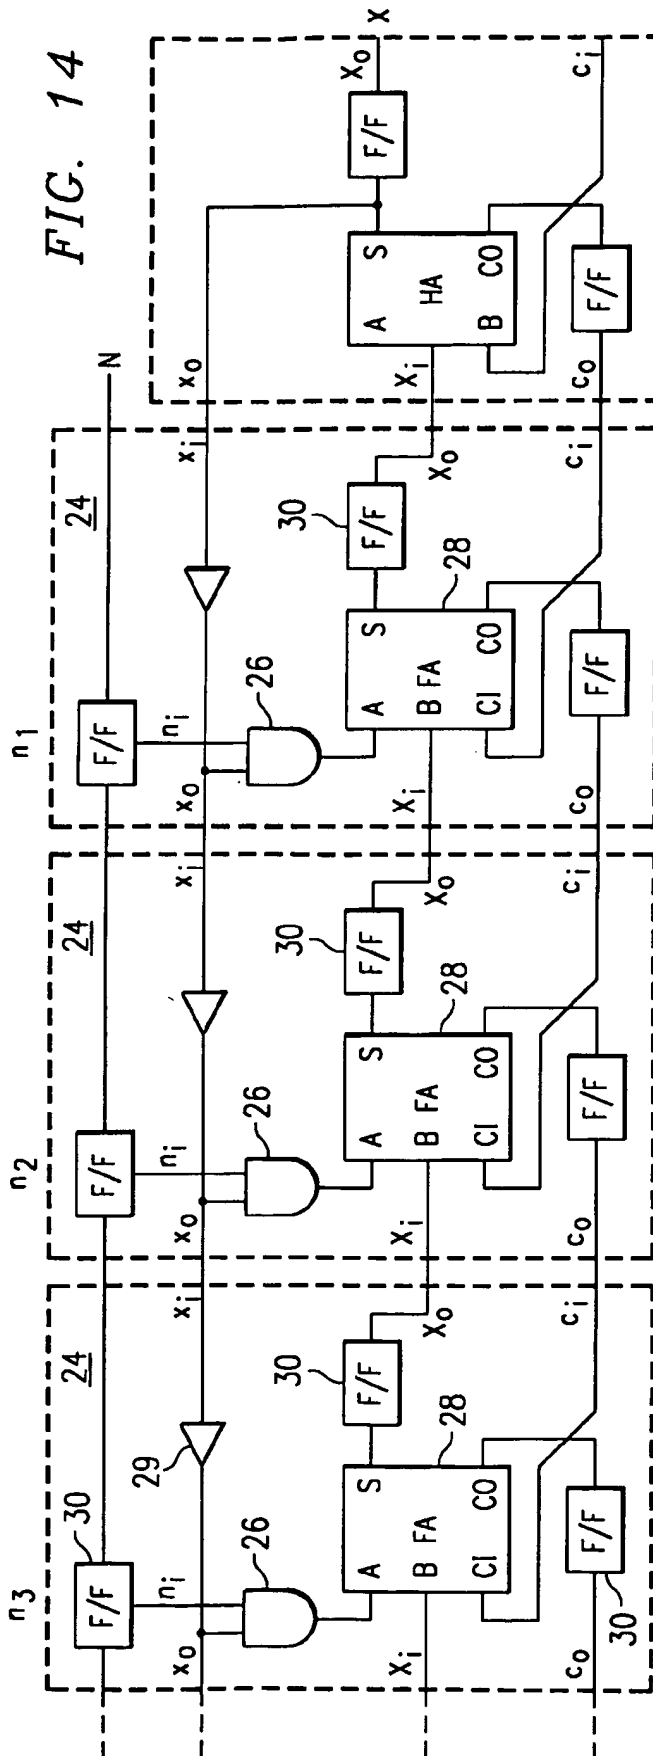 FIG. 14
n3
n2
n1
30
24
24
24
N
F/F
F/F
F/F
ni
ni
ni
29
xo
xi
xo
xi
xo
xi
xo
26
26
26
30
30
30
F/F
F/F
F/F
F/F
Xo
X
28
28
28
A
S
B
FA
CI
CO
A
S
B
FA
CI
CO
A
S
B
FA
CI
CO
A
S
HA
B
CO
Xi
Xo
Xi
Xo
Xi
Xo
Xi
F/F
F/F
F/F
F/F
30
co
ci
co
ci
co
ci
co
ci